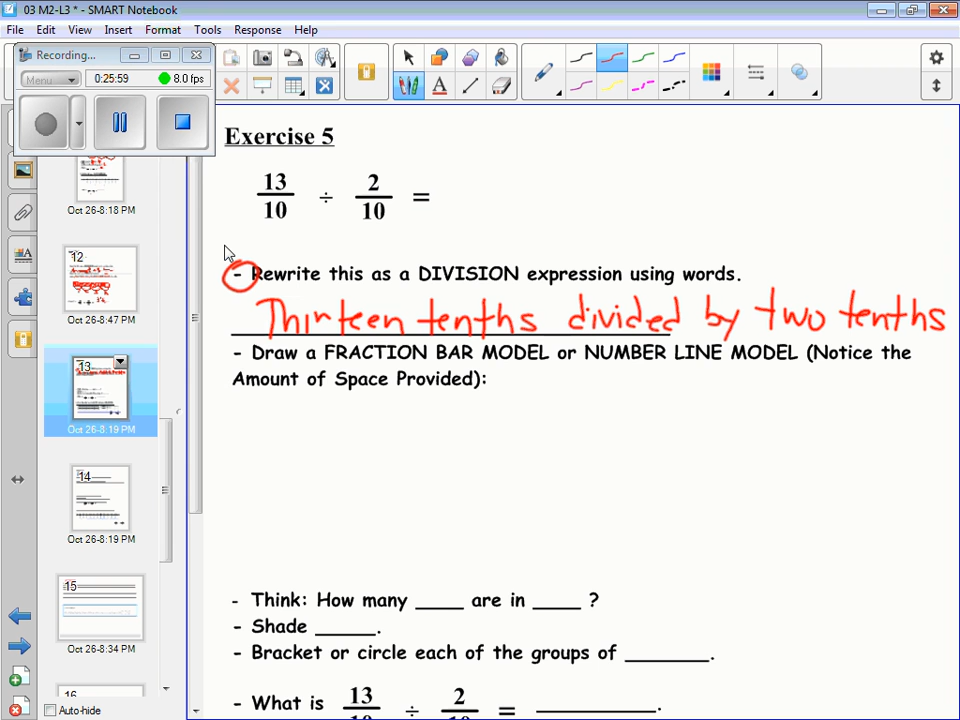 03 M2-L3 * - SMART Notebook
File Edit View Insert Format Tools Response Help
Recording...
Menu 0:25:59 8.0 fps
Oct 26-8:18 PM
12
Oct 26-8:47 PM
13
Oct 26-8:19 PM
14
Oct 26-8:19 PM
15
Oct 26-8:34 PM
16
Auto-hide
Exercise 5
13/10 ÷ 2/10 =
- Rewrite this as a DIVISION expression using words.
Thirteen tenths divided by two tenths
- Draw a FRACTION BAR MODEL or NUMBER LINE MODEL (Notice the
Amount of Space Provided):
- Think: How many ____ are in ____ ?
- Shade _____.
- Bracket or circle each of the groups of _______.
- What is 13/10 ÷ 2/10 = __________.